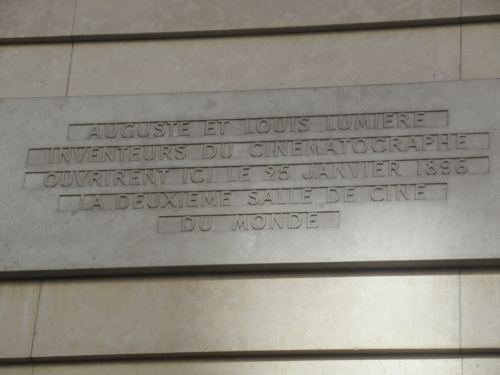 AUGUSTE ET LOUIS LUMIERE
INVENTEURS DU CINEMATOGRAPHE
OUVRIRENT ICI LE 25 JANVIER 1896
LA DEUXIEME SALLE DE CINE
DU MONDE